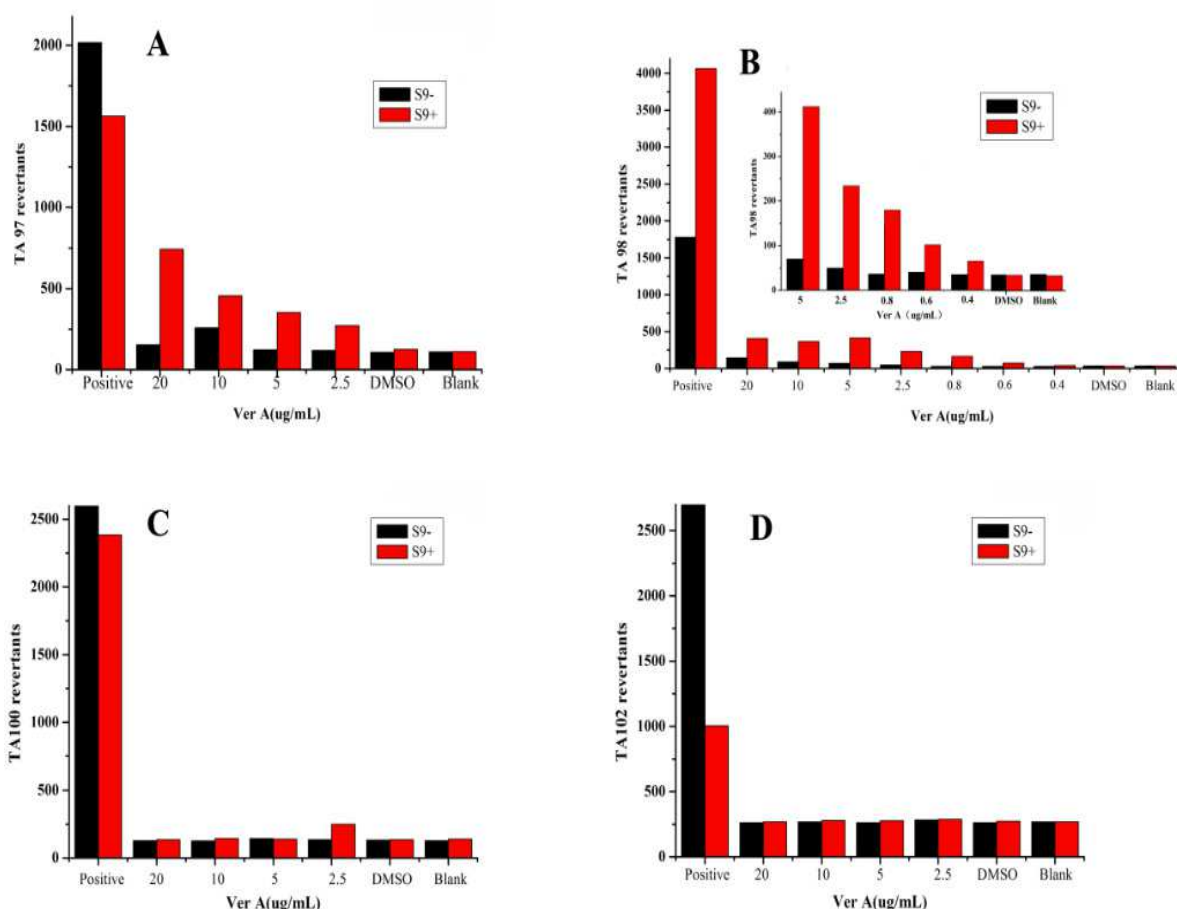 A
2000
1500
1000
500
0
TA 97 revertants
S9-
S9+
Positive 20 10 5 2.5 DMSO Blank
Ver A(ug/mL)
B
4000
3500
3000
2500
2000
1500
1000
500
0
TA 98 revertants
S9-
S9+
400
300
200
100
0
TA98 revertants
5 2.5 0.8 0.6 0.4 DMSO Blank
Ver A（ug/mL）
Positive 20 10 5 2.5 0.8 0.6 0.4 DMSO Blank
Ver A(ug/mL)
C
2500
2000
1500
1000
500
0
TA100 revertants
S9-
S9+
Positive 20 10 5 2.5 DMSO Blank
Ver A(ug/mL)
D
2500
2000
1500
1000
500
0
TA102 revertants
S9-
S9+
Positive 20 10 5 2.5 DMSO Blank
Ver A(ug/mL)